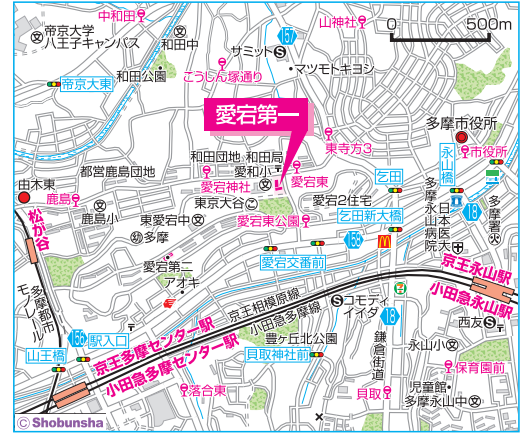 中和田
帝京大学
八王子キャンパス
和田中
山神社
157
0 500m
サミット
S
マツモトキヨシ
和田公園
こうしん塚通り
帝京大東
愛宕第一
東寺方3
多摩市役所
市役所
都営鹿島団地
和田団地
和田局
愛和小
愛宕東
乞田
永山橋
由木東
鹿島
愛宕神社
東京大谷
愛宕2住宅
鹿島小
東愛宕中
愛宕東公園
乞田新大橋
18
多摩永山病院
日本医大
多摩署
松が谷
幼多摩
158
愛宕第二
愛宕交番前
アオキ
京王永山駅
小田急永山駅
多摩都市
モノレール
京王相模原線
小田急多摩線
S
コモディ
イイダ
18
西友
S
156
駅入口
京王多摩センター駅
小田急多摩センター駅
豊ヶ丘北公園
山王橋
貝取神社前
鎌倉街道
永山小
保育園前
落合東
貝取
児童館
多摩永山中
© Shobunsha